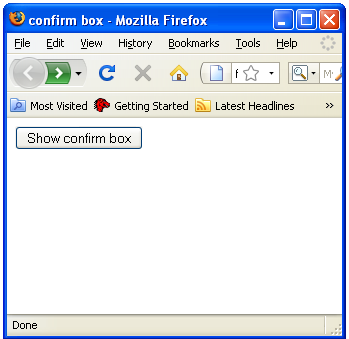 confirm box - Mozilla Firefox
File Edit View History Bookmarks Tools Help
Most Visited Getting Started Latest Headlines »
Show confirm box
Done